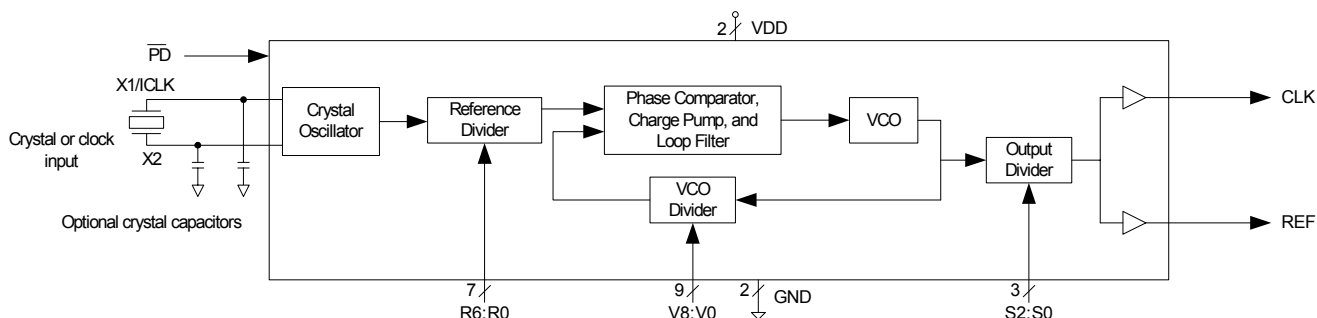 2 VDD
PD
X1/ICLK
Crystal
Oscillator
Reference
Divider
Phase Comparator,
Charge Pump, and
Loop Filter
VCO
CLK
Crystal or clock
input
X2
Output
Divider
VCO
Divider
Optional crystal capacitors
REF
7
R6:R0
9
V8:V0
2 GND
3
S2:S0